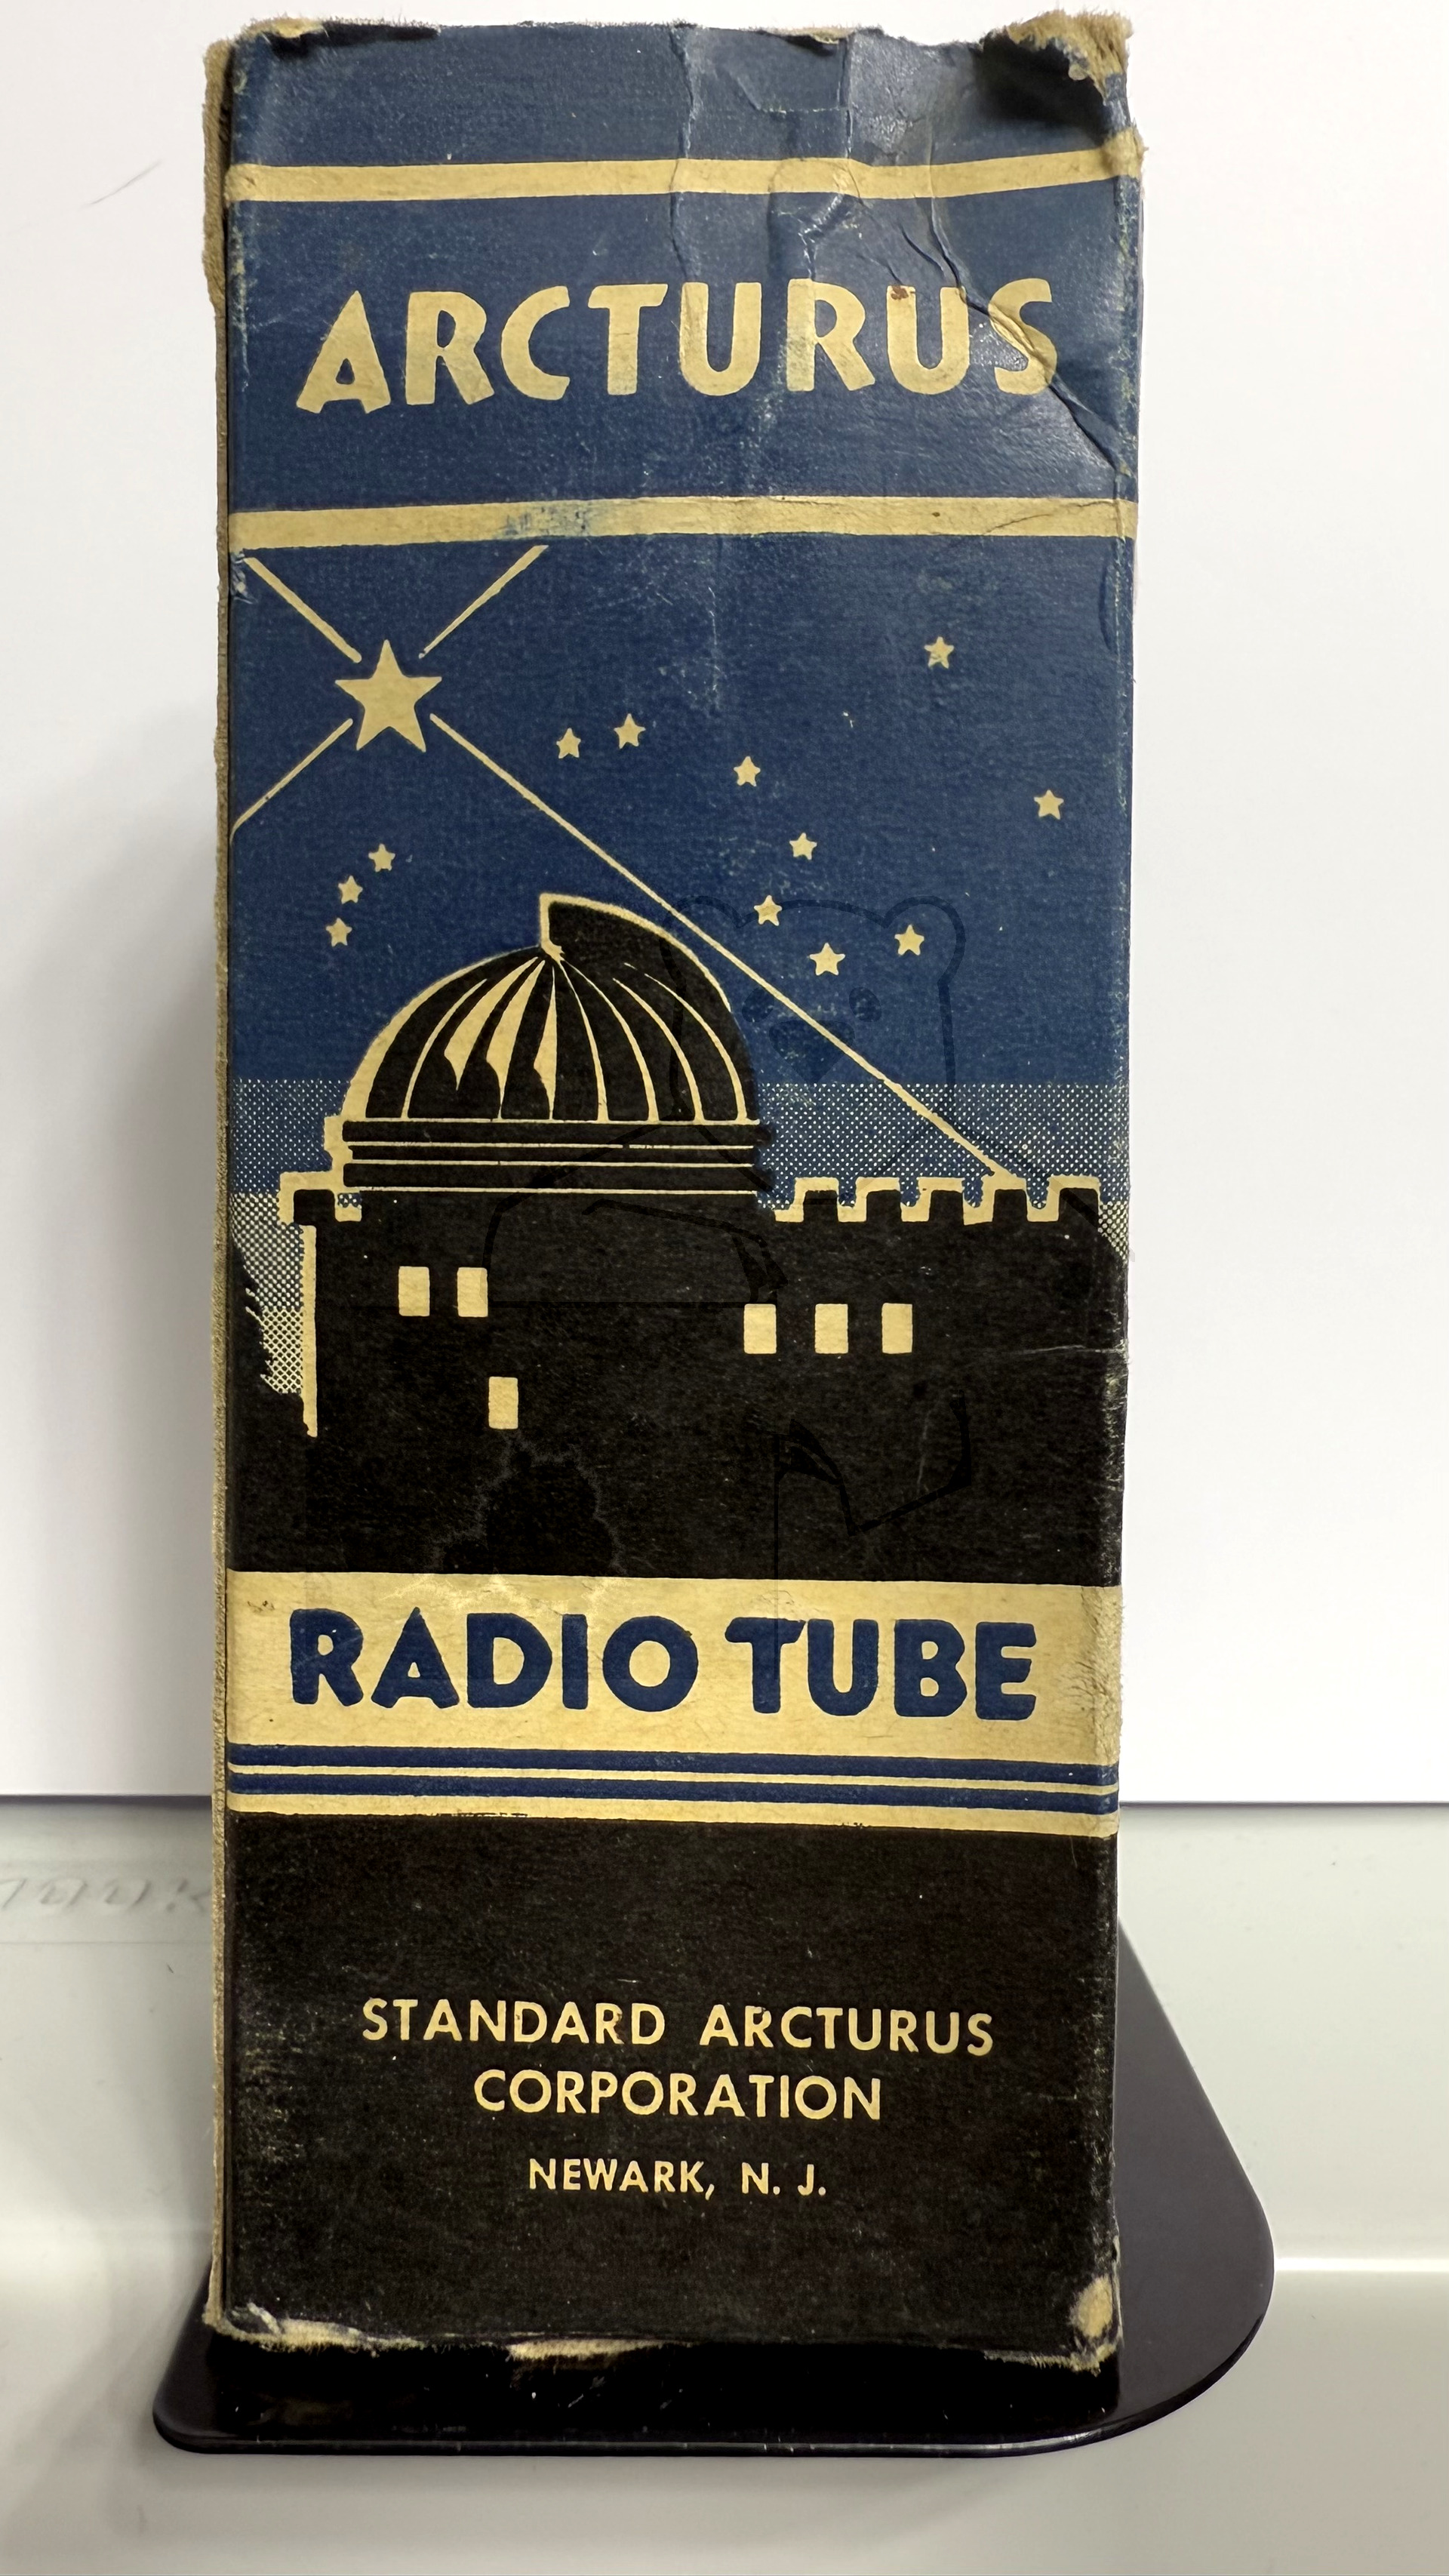 ARCTURUS
RADIO TUBE
STANDARD ARCTURUS
CORPORATION
NEWARK, N. J.